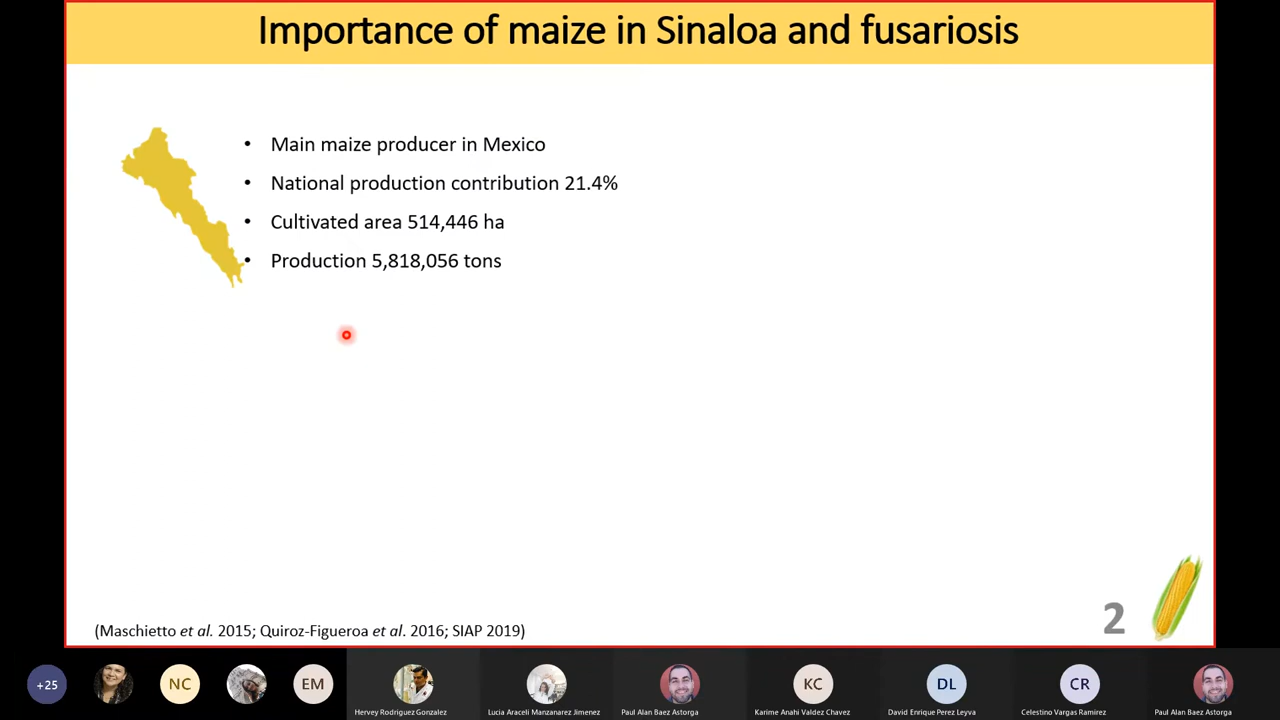 Importance of maize in Sinaloa and fusariosis
• Main maize producer in Mexico
• National production contribution 21.4%
• Cultivated area 514,446 ha
• Production 5,818,056 tons
2
(Maschietto et al. 2015; Quiroz-Figueroa et al. 2016; SIAP 2019)
+25
NC
EM
KC
DL
CR
Hervey Rodriguez Gonzalez
Lucia Araceli Manzanarez Jimenez
Paul Alan Baez Astorga
Karime Anahi Valdez Chavez
David Enrique Perez Leyva
Celestino Vargas Ramirez
Paul Alan Baez Astorga